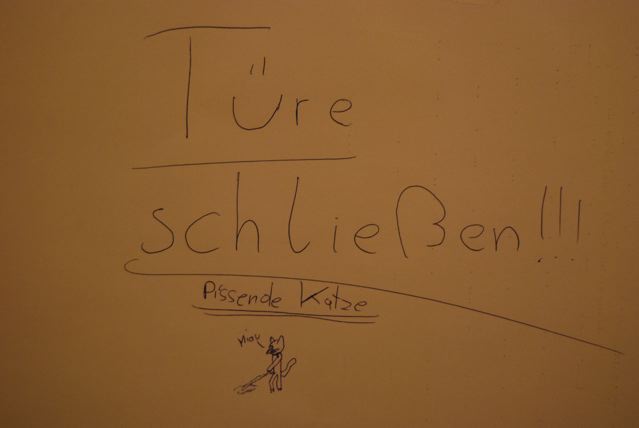 Türe
schließen!!!
Pissende Katze
miau